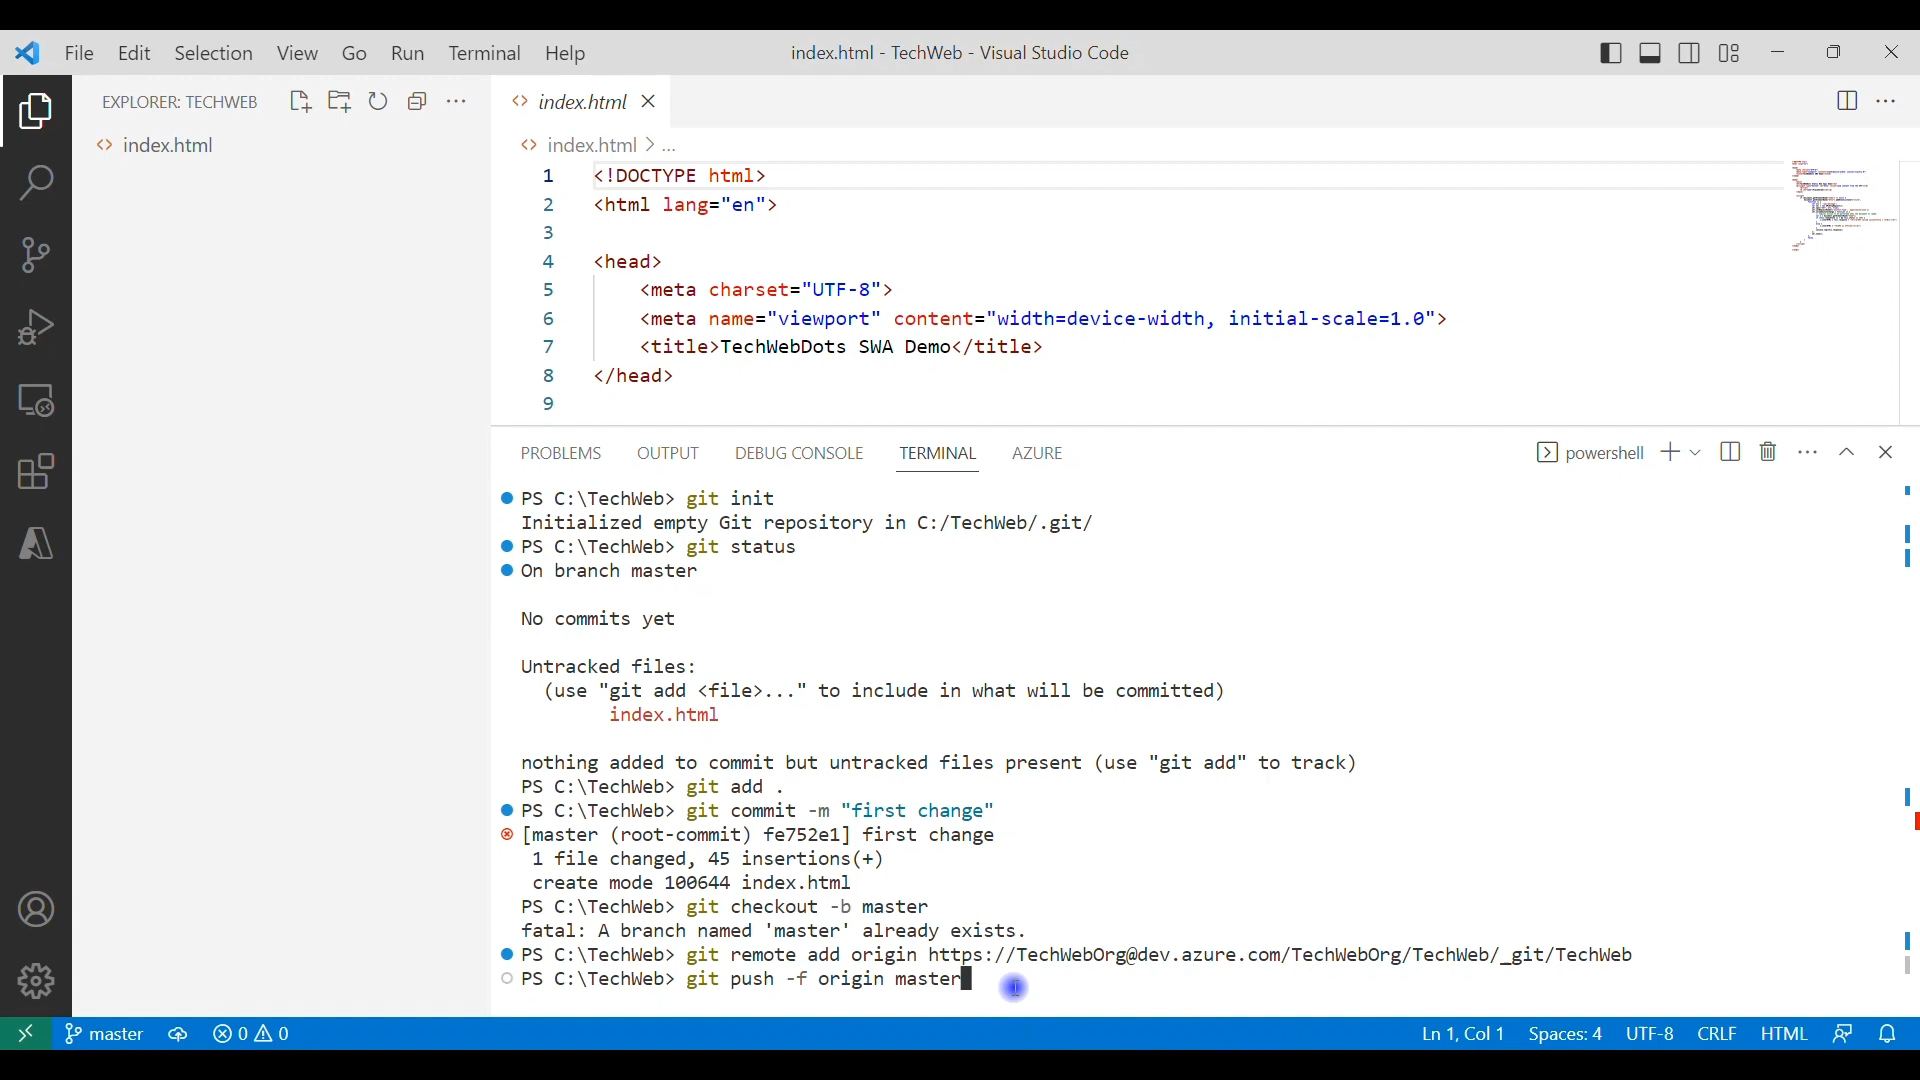 File Edit Selection View Go Run Terminal Help
index.html - TechWeb - Visual Studio Code
EXPLORER: TECHWEB
index.html
index.html
index.html > ...
1 <!DOCTYPE html>
2 <html lang="en">
3
4 <head>
5 <meta charset="UTF-8">
6 <meta name="viewport" content="width=device-width, initial-scale=1.0">
7 <title>TechWebDots SWA Demo</title>
8 </head>
9
PROBLEMS OUTPUT DEBUG CONSOLE TERMINAL AZURE
powershell
PS C:\TechWeb> git init
Initialized empty Git repository in C:/TechWeb/.git/
PS C:\TechWeb> git status
On branch master
No commits yet
Untracked files:
(use "git add <file>..." to include in what will be committed)
index.html
nothing added to commit but untracked files present (use "git add" to track)
PS C:\TechWeb> git add .
PS C:\TechWeb> git commit -m "first change"
[master (root-commit) fe752e1] first change
1 file changed, 45 insertions(+)
create mode 100644 index.html
PS C:\TechWeb> git checkout -b master
fatal: A branch named 'master' already exists.
PS C:\TechWeb> git remote add origin https://TechWebOrg@dev.azure.com/TechWebOrg/TechWeb/_git/TechWeb
PS C:\TechWeb> git push -f origin master
master 0 0
Ln 1, Col 1 Spaces: 4 UTF-8 CRLF HTML